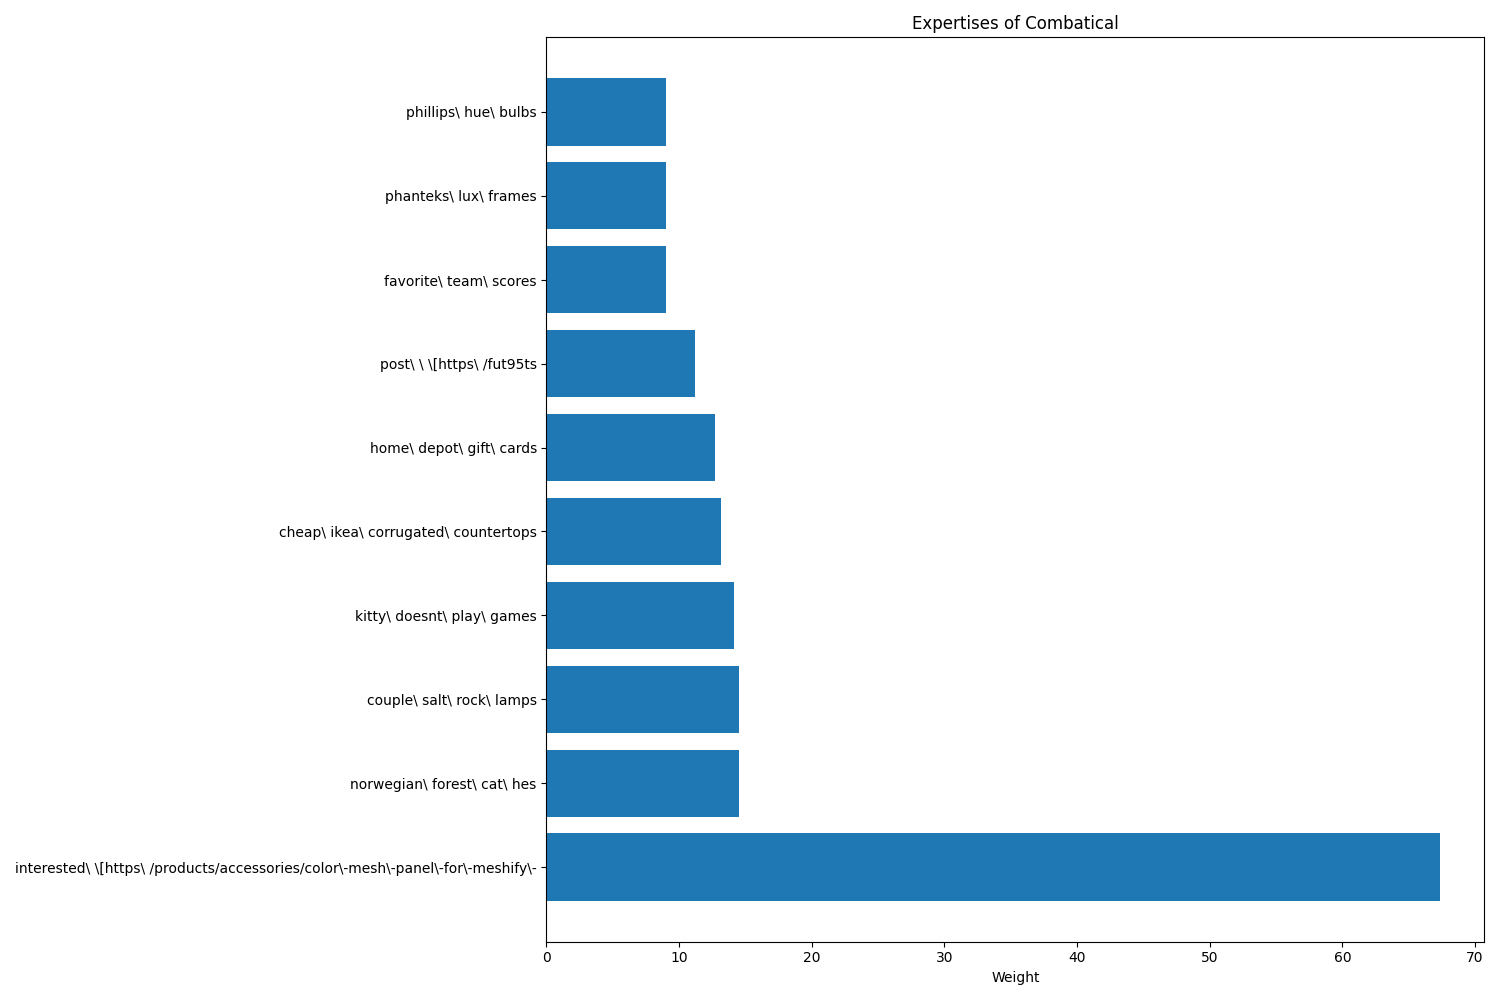 Expertises of Combatical
phillips\ hue\ bulbs
phanteks\ lux\ frames
favorite\ team\ scores
post\ \ \[https\ /fut95ts
home\ depot\ gift\ cards
cheap\ ikea\ corrugated\ countertops
kitty\ doesnt\ play\ games
couple\ salt\ rock\ lamps
norwegian\ forest\ cat\ hes
interested\ \[https\ /products/accessories/color\-mesh\-panel\-for\-meshify\-
0 10 20 30 40 50 60 70
Weight